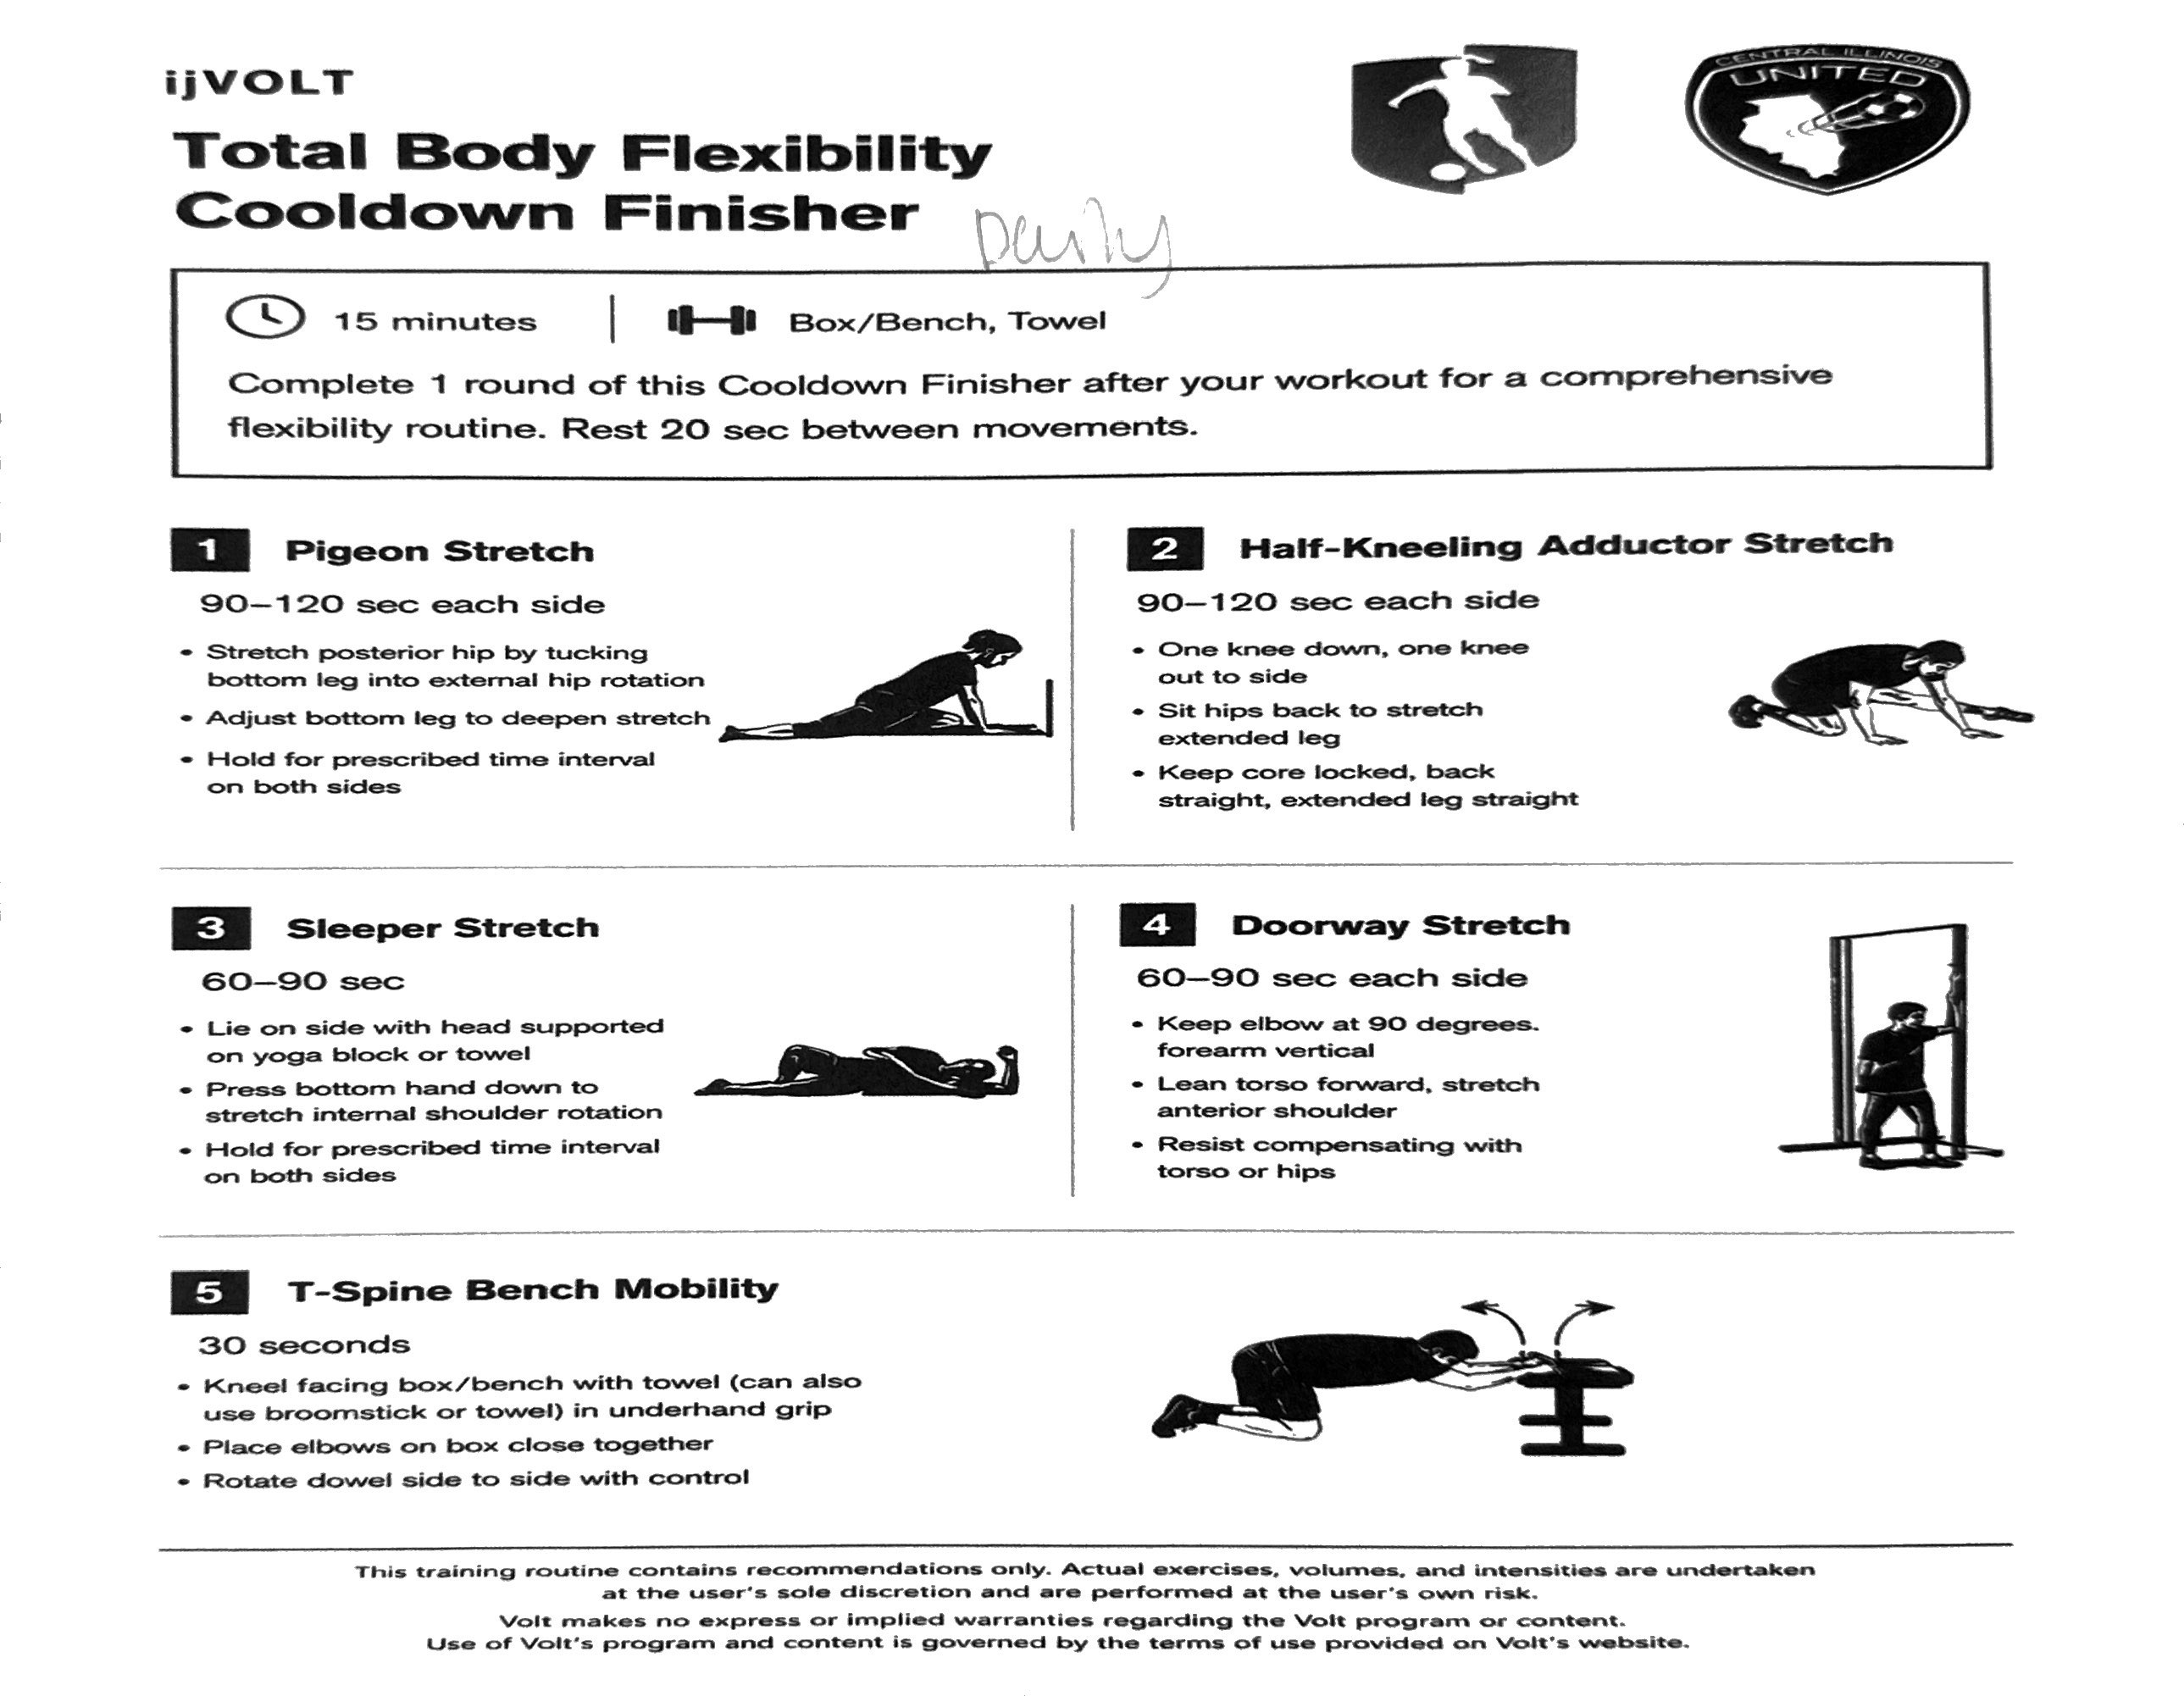 ijVOLT
CENTRAL ILLINOIS
UNITED
Total Body Flexibility
Cooldown Finisher
15 minutes | Box/Bench, Towel
Complete 1 round of this Cooldown Finisher after your workout for a comprehensive
flexibility routine. Rest 20 sec between movements.
1 Pigeon Stretch
90–120 sec each side
• Stretch posterior hip by tucking
bottom leg into external hip rotation
• Adjust bottom leg to deepen stretch
• Hold for prescribed time interval
on both sides
2 Half-Kneeling Adductor Stretch
90–120 sec each side
• One knee down, one knee
out to side
• Sit hips back to stretch
extended leg
• Keep core locked, back
straight, extended leg straight
3 Sleeper Stretch
60–90 sec
• Lie on side with head supported
on yoga block or towel
• Press bottom hand down to
stretch internal shoulder rotation
• Hold for prescribed time interval
on both sides
4 Doorway Stretch
60–90 sec each side
• Keep elbow at 90 degrees.
forearm vertical
• Lean torso forward, stretch
anterior shoulder
• Resist compensating with
torso or hips
5 T-Spine Bench Mobility
30 seconds
• Kneel facing box/bench with towel (can also
use broomstick or towel) in underhand grip
• Place elbows on box close together
• Rotate dowel side to side with control
This training routine contains recommendations only. Actual exercises, volumes, and intensities are undertaken
at the user's sole discretion and are performed at the user's own risk.
Volt makes no express or implied warranties regarding the Volt program or content.
Use of Volt's program and content is governed by the terms of use provided on Volt's website.